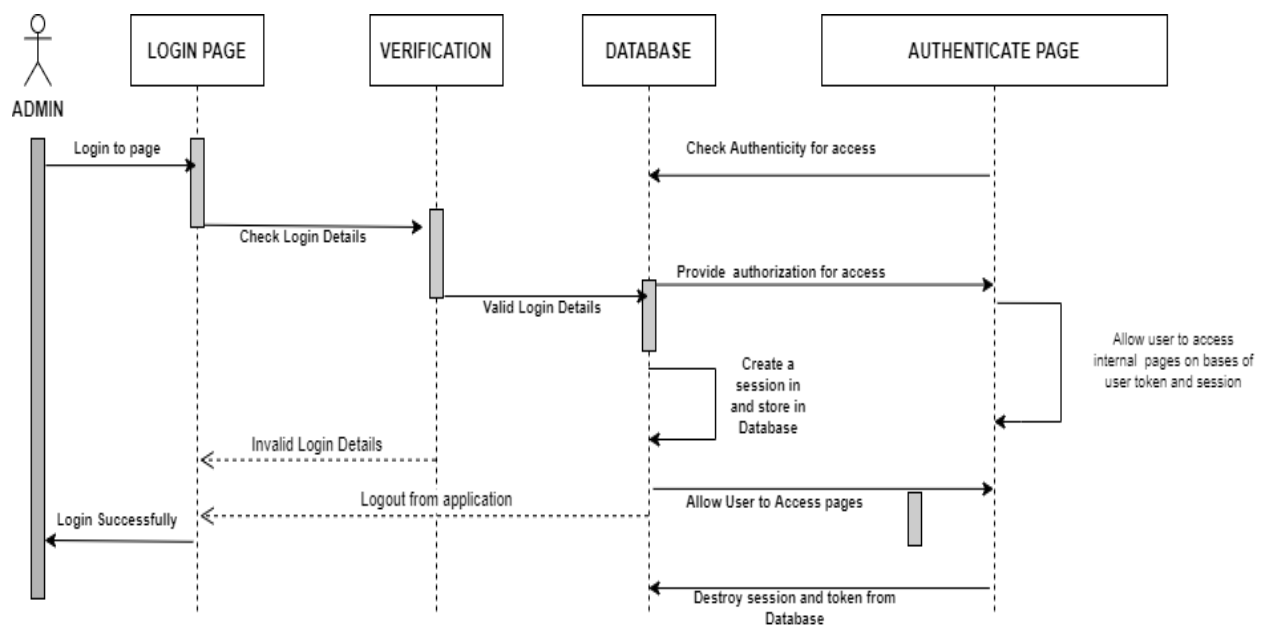 LOGIN PAGE
VERIFICATION
DATABASE
AUTHENTICATE PAGE
ADMIN
Login to page
Check Authenticity for access
Check Login Details
Provide authorization for access
Valid Login Details
Allow user to access
internal pages on bases of
user token and session
Create a
session in
and store in
Database
Invalid Login Details
Logout from application
Allow User to Access pages
Login Successfully
Destroy session and token from
Database